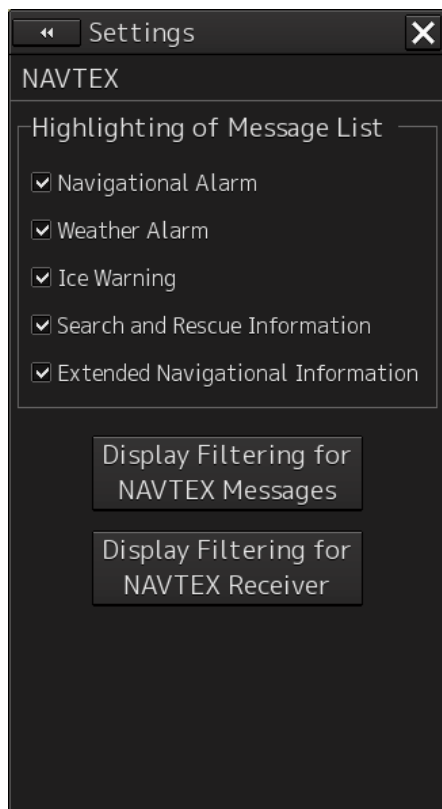 Settings
NAVTEX
Highlighting of Message List
Navigational Alarm
Weather Alarm
Ice Warning
Search and Rescue Information
Extended Navigational Information
Display Filtering for
NAVTEX Messages
Display Filtering for
NAVTEX Receiver